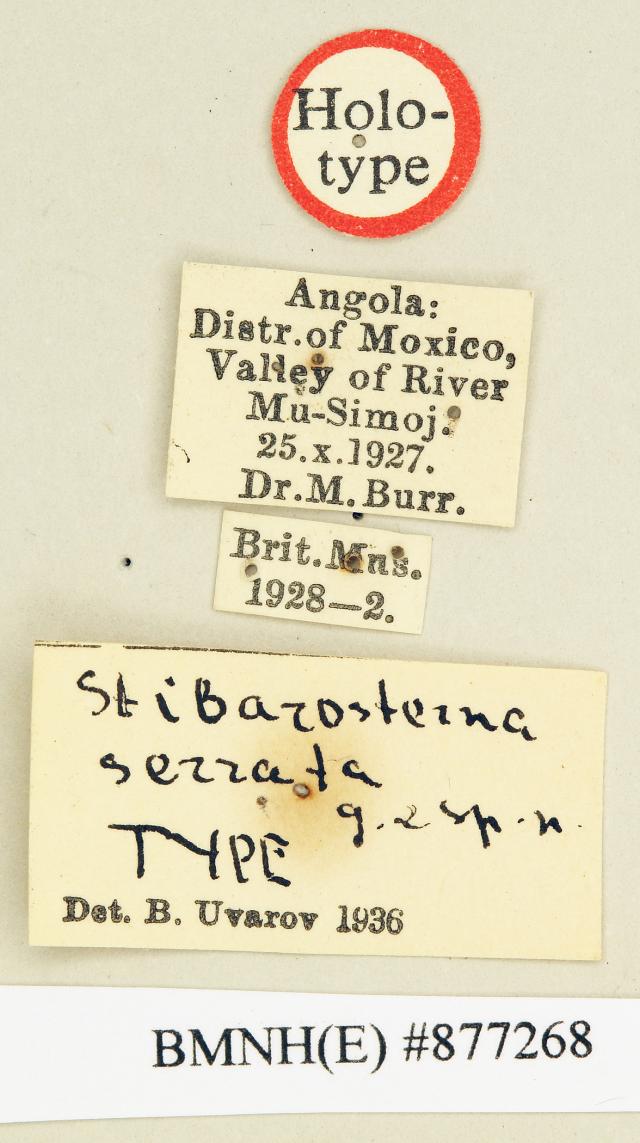 Holo-
type
Angola:
Distr.of Moxico,
Valley of River
Mu-Simoj.
25.x.1927.
Dr.M.Burr.
Brit.Mus.
1928—2.
Stibarosterna
serrata
g. & sp. n.
TYPE
Det. B. Uvarov 1936
BMNH(E) #877268